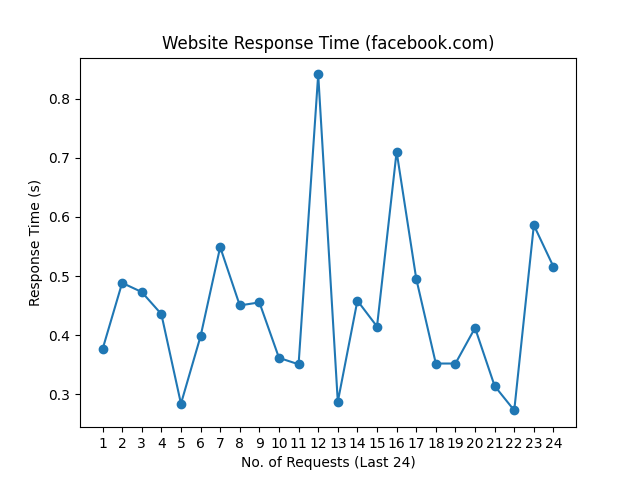 Website Response Time (facebook.com)
0.8
0.7
0.6
0.5
0.4
0.3
Response Time (s)
1 2 3 4 5 6 7 8 9 10 11 12 13 14 15 16 17 18 19 20 21 22 23 24
No. of Requests (Last 24)